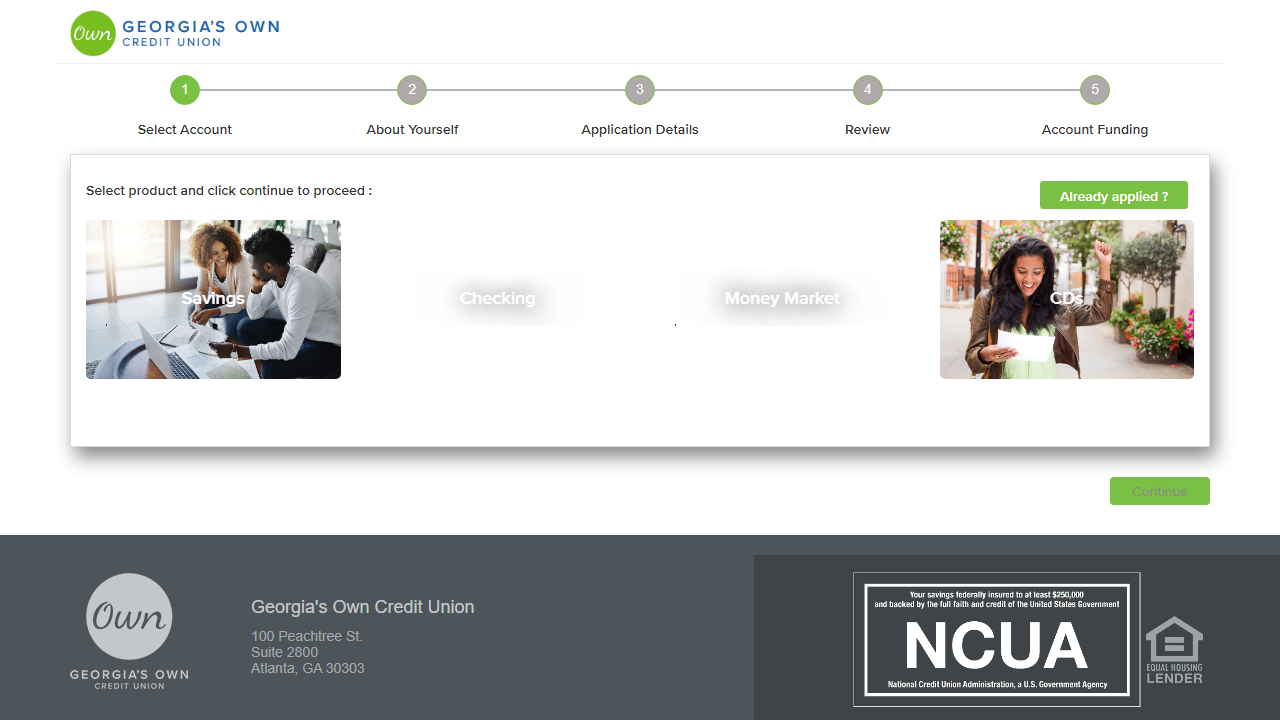 Own
GEORGIA'S OWN
CREDIT UNION
1
2
3
4
5
Select Account
About Yourself
Application Details
Review
Account Funding
Select product and click continue to proceed :
Already applied ?
Savings
Checking
Money Market
CDs
Continue
Own
GEORGIA'S OWN
CREDIT UNION
Georgia's Own Credit Union
100 Peachtree St.
Suite 2800
Atlanta, GA 30303
Your savings federally insured to at least $250,000
and backed by the full faith and credit of the United States Government
NCUA
National Credit Union Administration, a U.S. Government Agency
EQUAL HOUSING
LENDER